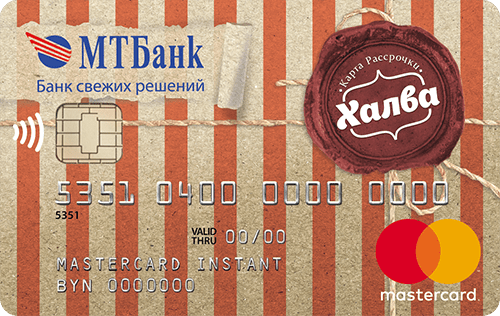 МТБанк
Банк свежих решений
Карта Рассрочки
Халва
5351 0400 0000 0000
5351
VALID
THRU 00/00
MASTERCARD INSTANT
BYN 0000000
mastercard.